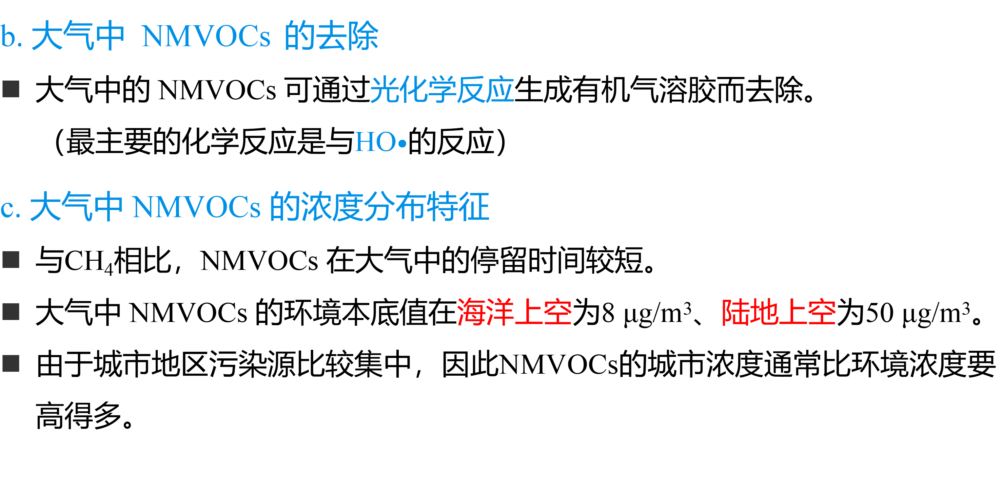 b. 大气中 NMVOCs 的去除
■ 大气中的 NMVOCs 可通过光化学反应生成有机气溶胶而去除。
（最主要的化学反应是与HO•的反应）
c. 大气中 NMVOCs 的浓度分布特征
■ 与CH₄相比，NMVOCs 在大气中的停留时间较短。
■ 大气中 NMVOCs 的环境本底值在海洋上空为8 μg/m³、陆地上空为50 μg/m³。
■ 由于城市地区污染源比较集中，因此NMVOCs的城市浓度通常比环境浓度要
高得多。